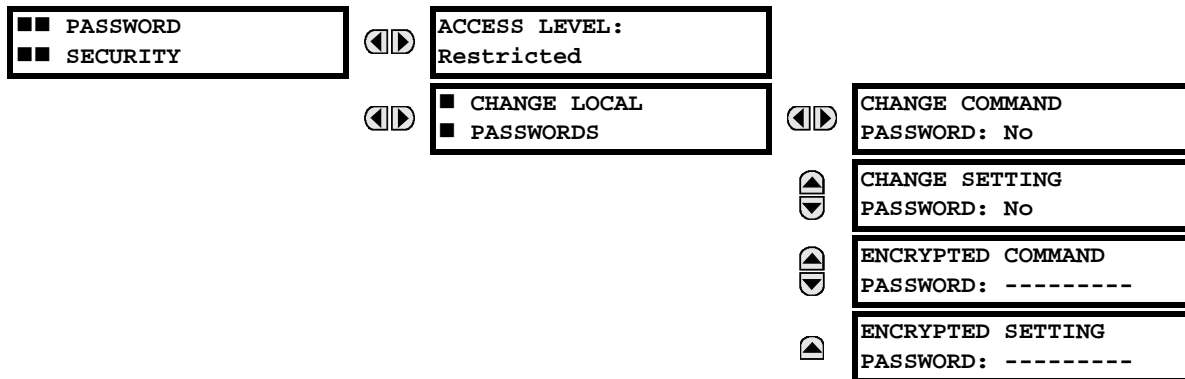 ■■ PASSWORD
■■ SECURITY
ACCESS LEVEL:
Restricted
■ CHANGE LOCAL
■ PASSWORDS
CHANGE COMMAND
PASSWORD: No
CHANGE SETTING
PASSWORD: No
ENCRYPTED COMMAND
PASSWORD: ---------
ENCRYPTED SETTING
PASSWORD: ---------